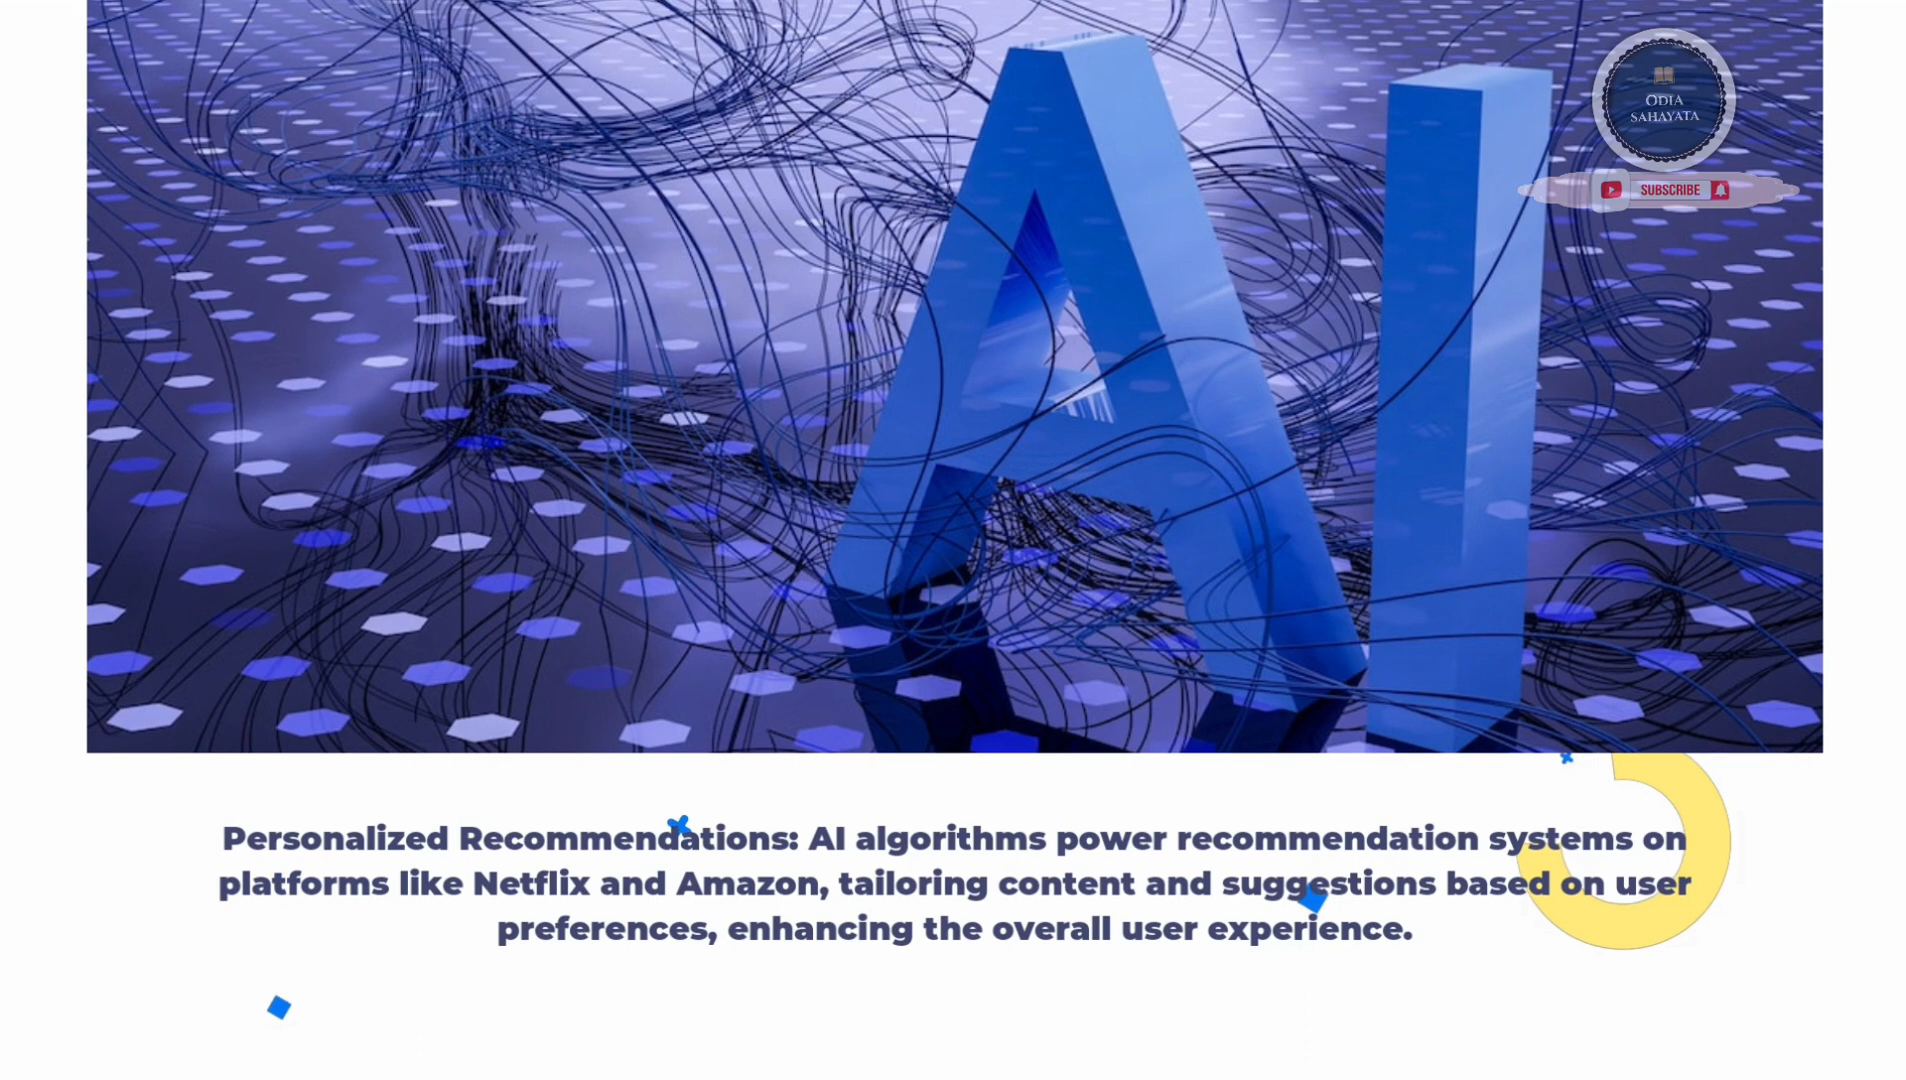 AI
ODIA
SAHAYATA
SUBSCRIBE
Personalized Recommendations: AI algorithms power recommendation systems on
platforms like Netflix and Amazon, tailoring content and suggestions based on user
preferences, enhancing the overall user experience.